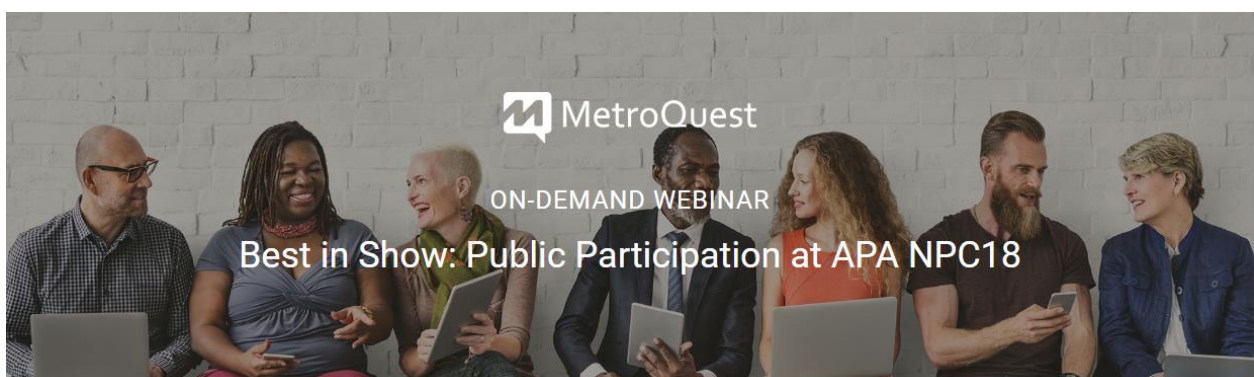 MetroQuest
ON-DEMAND WEBINAR
Best in Show: Public Participation at APA NPC18